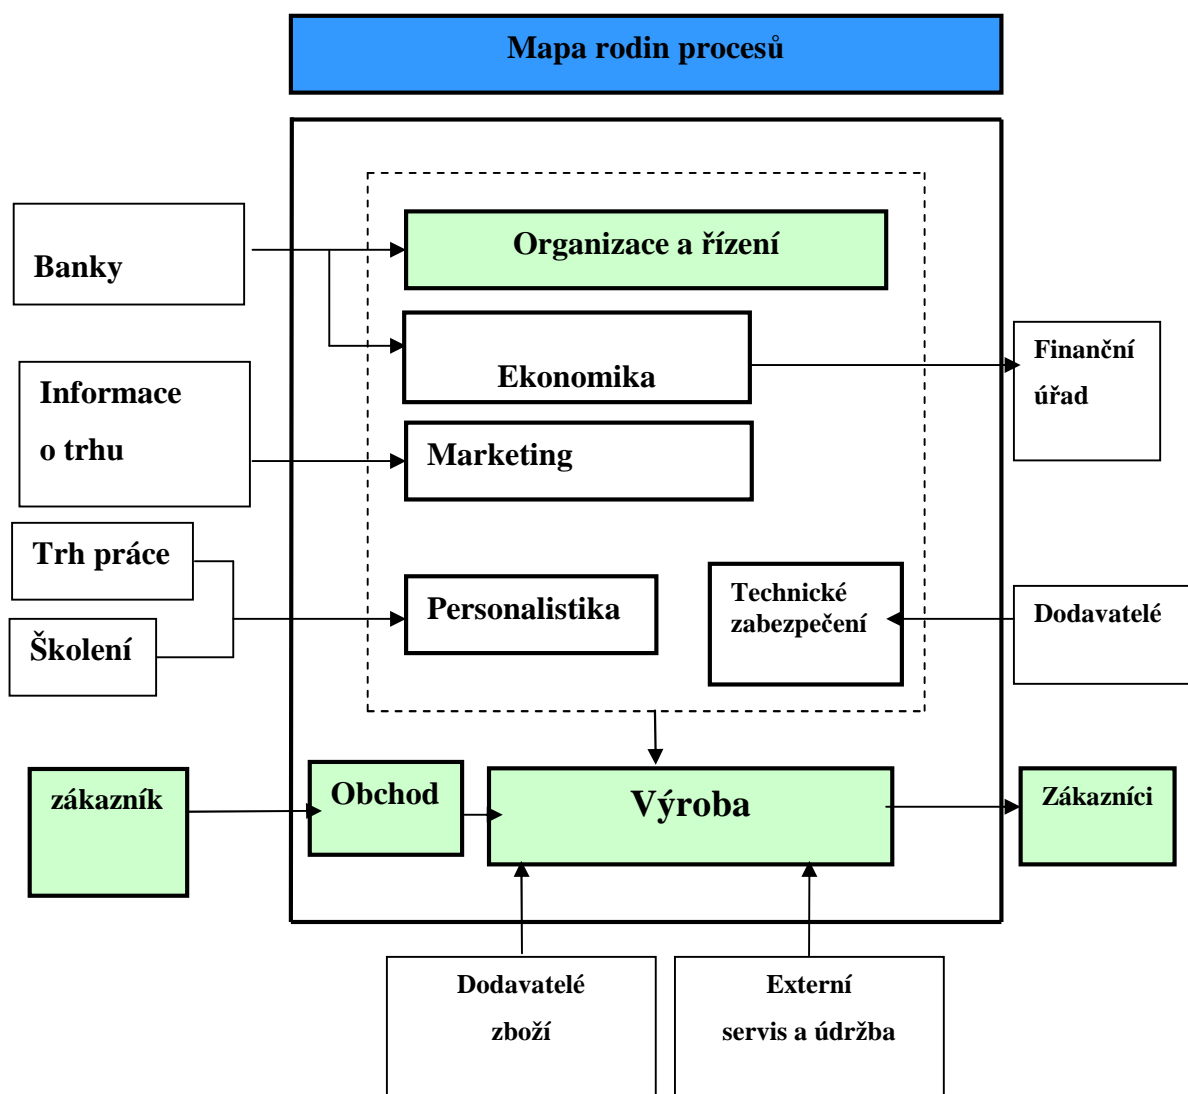 Mapa rodin procesů
Organizace a řízení
Banky
Ekonomika
Finanční
úřad
Informace
o trhu
Marketing
Trh práce
Školení
Personalistika
Technické
zabezpečení
Dodavatelé
zákazník
Obchod
Výroba
Zákazníci
Dodavatelé
zboží
Externí
servis a údržba